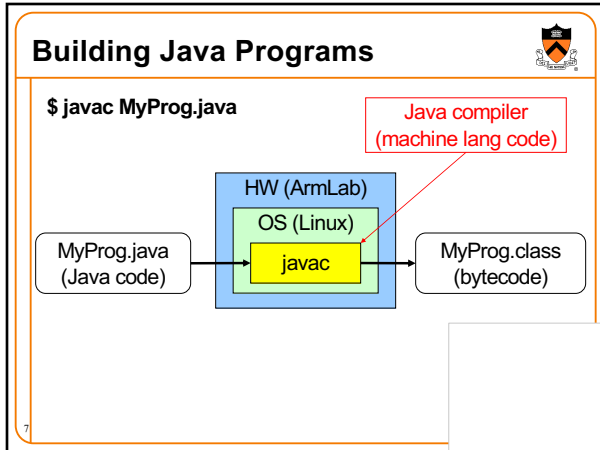 Building Java Programs
$ javac MyProg.java
Java compiler
(machine lang code)
HW (ArmLab)
OS (Linux)
MyProg.java
(Java code)
javac
MyProg.class
(bytecode)
7